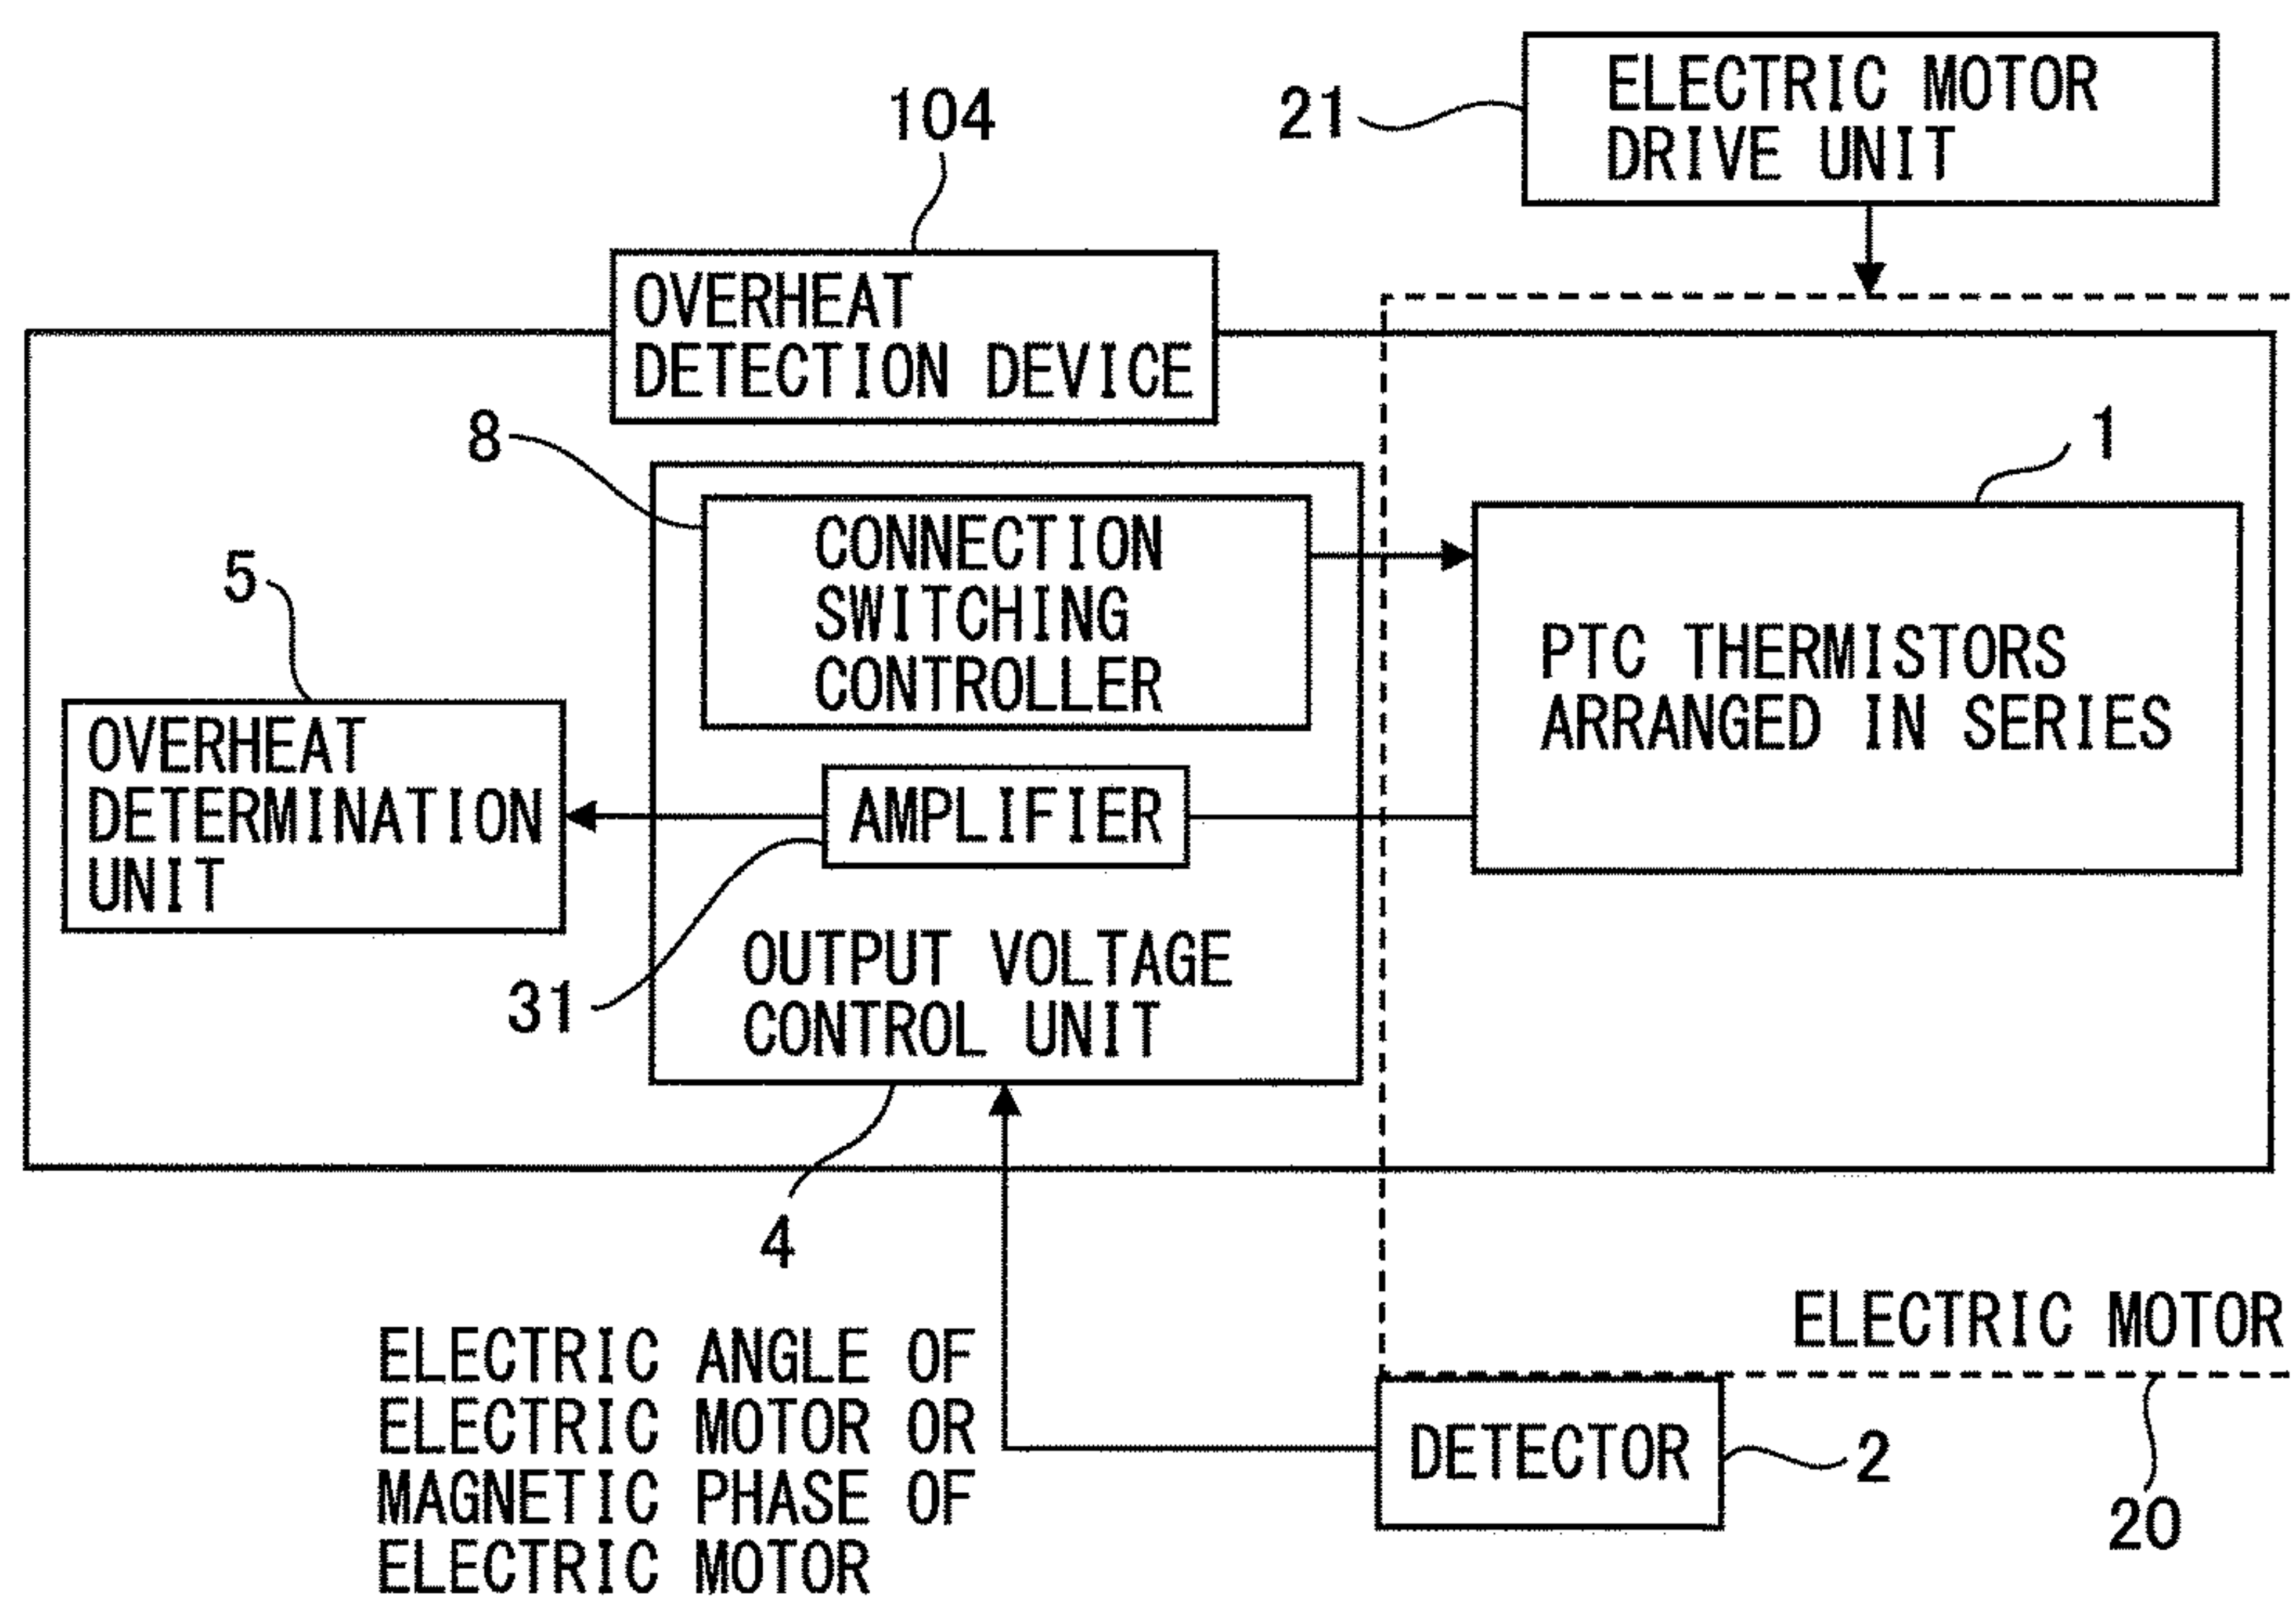 104
21
ELECTRIC MOTOR
DRIVE UNIT
OVERHEAT
DETECTION DEVICE
8
1
CONNECTION
SWITCHING
CONTROLLER
PTC THERMISTORS
ARRANGED IN SERIES
5
OVERHEAT
DETERMINATION
UNIT
AMPLIFIER
31
OUTPUT VOLTAGE
CONTROL UNIT
4
ELECTRIC ANGLE OF
ELECTRIC MOTOR OR
MAGNETIC PHASE OF
ELECTRIC MOTOR
ELECTRIC MOTOR
DETECTOR
2
20